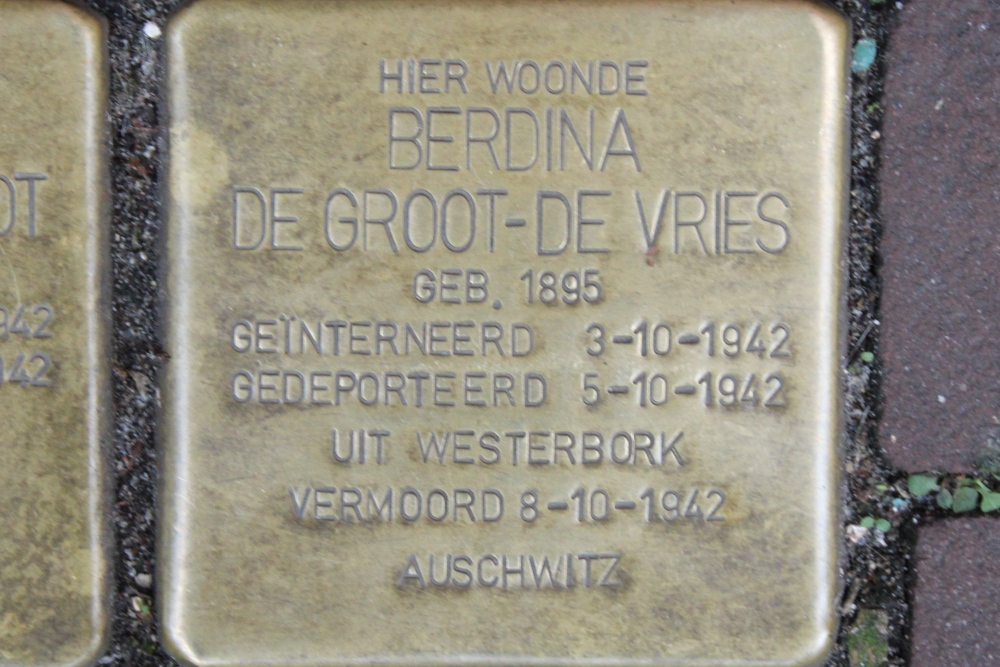 HIER WOONDE
BERDINA
DE GROOT-DE VRIES
GEB. 1895
GEÏNTERNEERD 3-10-1942
GEDEPORTEERD 5-10-1942
UIT WESTERBORK
VERMOORD 8-10-1942
AUSCHWITZ